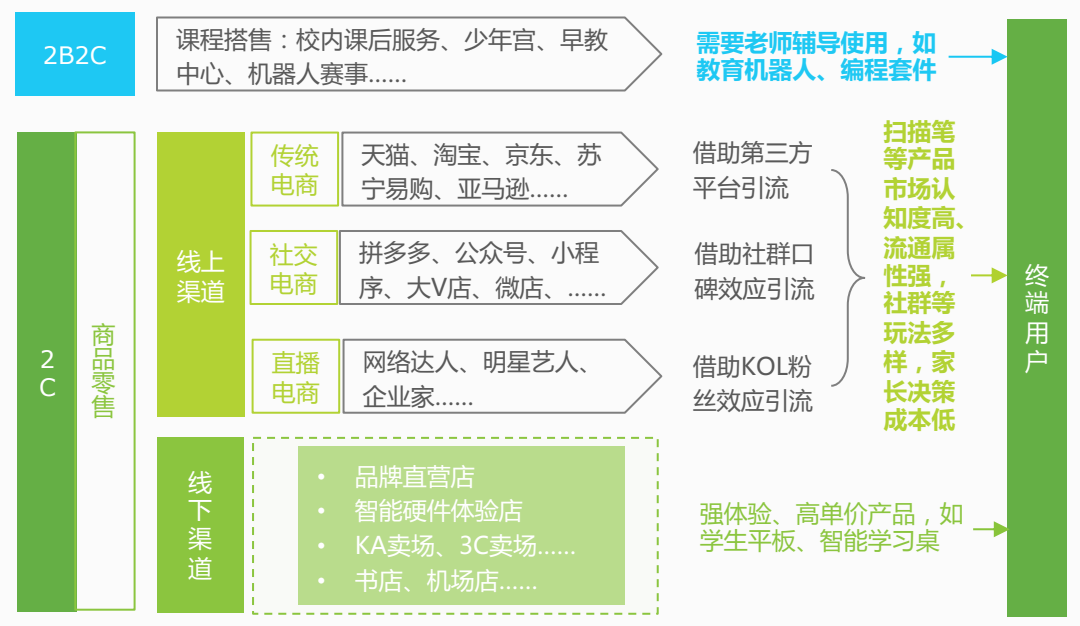 2B2C
课程搭售：校内课后服务、少年宫、早教
中心、机器人赛事......
需要老师辅导使用，如
教育机器人、编程套件
2
C
商品零售
线上
渠道
传统
电商
天猫、淘宝、京东、苏
宁易购、亚马逊......
借助第三方
平台引流
社交
电商
拼多多、公众号、小程
序、大V店、微店、......
借助社群口
碑效应引流
直播
电商
网络达人、明星艺人、
企业家......
借助KOL粉
丝效应引流
扫描笔
等产品
市场认
知度高、
流通属
性强，
社群等
玩法多
样，家
长决策
成本低
线下渠道
• 品牌直营店
• 智能硬件体验店
• KA卖场、3C卖场......
• 书店、机场店......
强体验、高单价产品，如
学生平板、智能学习桌
终端用户